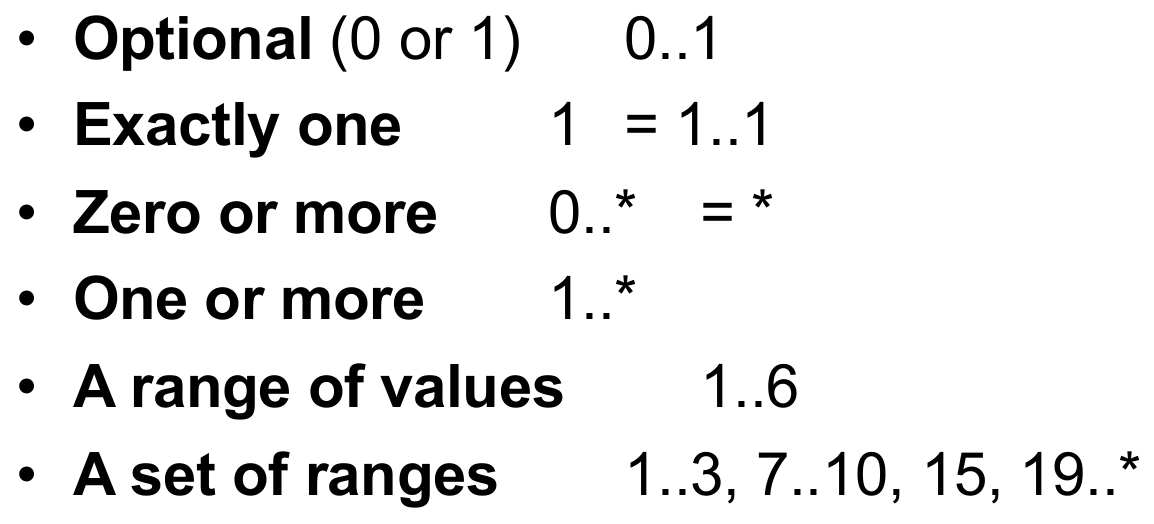 • Optional (0 or 1) 0..1
• Exactly one 1 = 1..1
• Zero or more 0..* = *
• One or more 1..*
• A range of values 1..6
• A set of ranges 1..3, 7..10, 15, 19..*